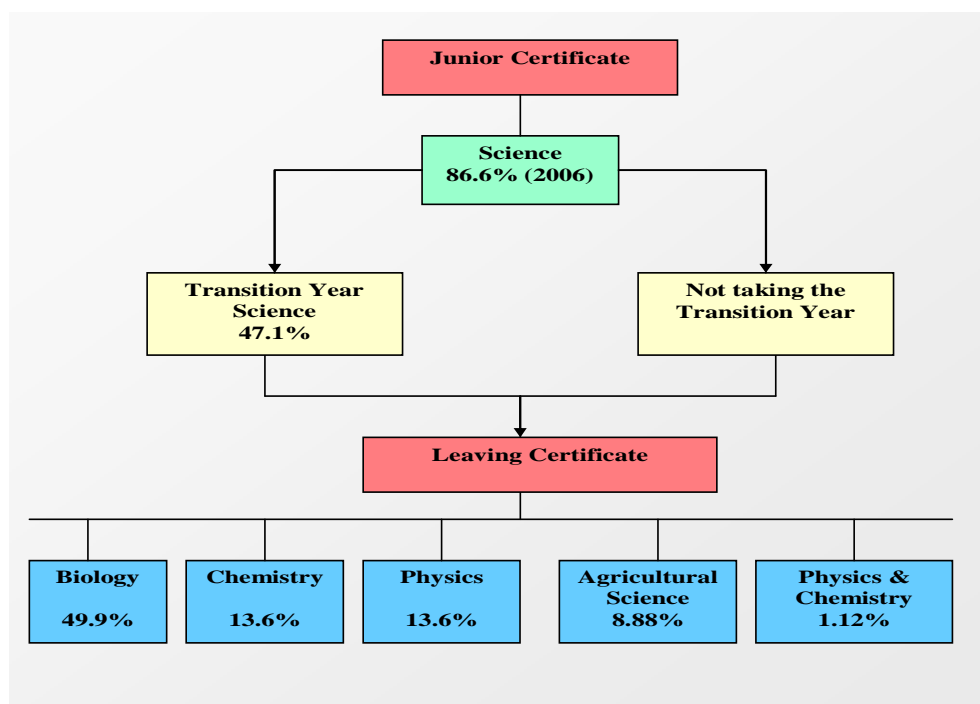 Junior Certificate
Science
86.6% (2006)
Transition Year
Science
47.1%
Not taking the
Transition Year
Leaving Certificate
Biology
49.9%
Chemistry
13.6%
Physics
13.6%
Agricultural
Science
8.88%
Physics &
Chemistry
1.12%